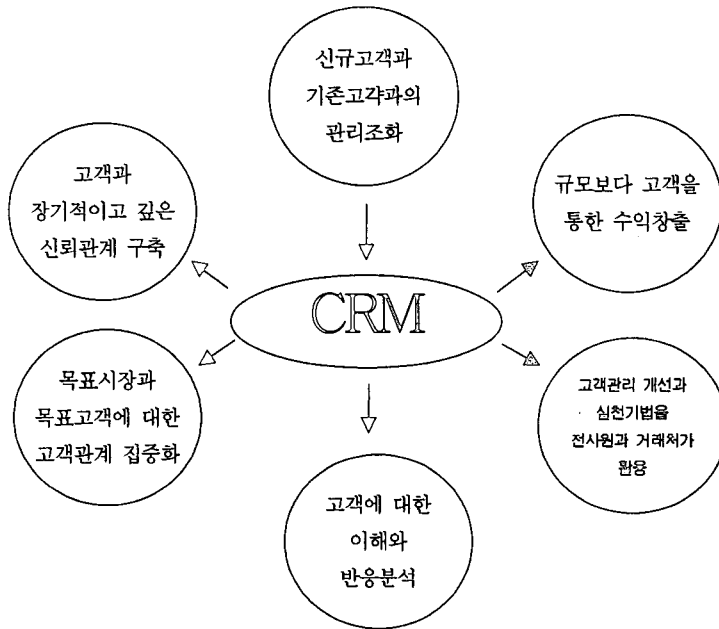 신규고객과
기존고갹과의
관리조화
고객과
장기적이고 깊은
신뢰관계 구축
규모보다 고객을
통한 수익창출
CRM
목표시장과
목표고객에 대한
고객관계 집중화
고객관리 개선과
실천기법을
전사원과 거래처가
활용
고객에 대한
이해와
반응분석